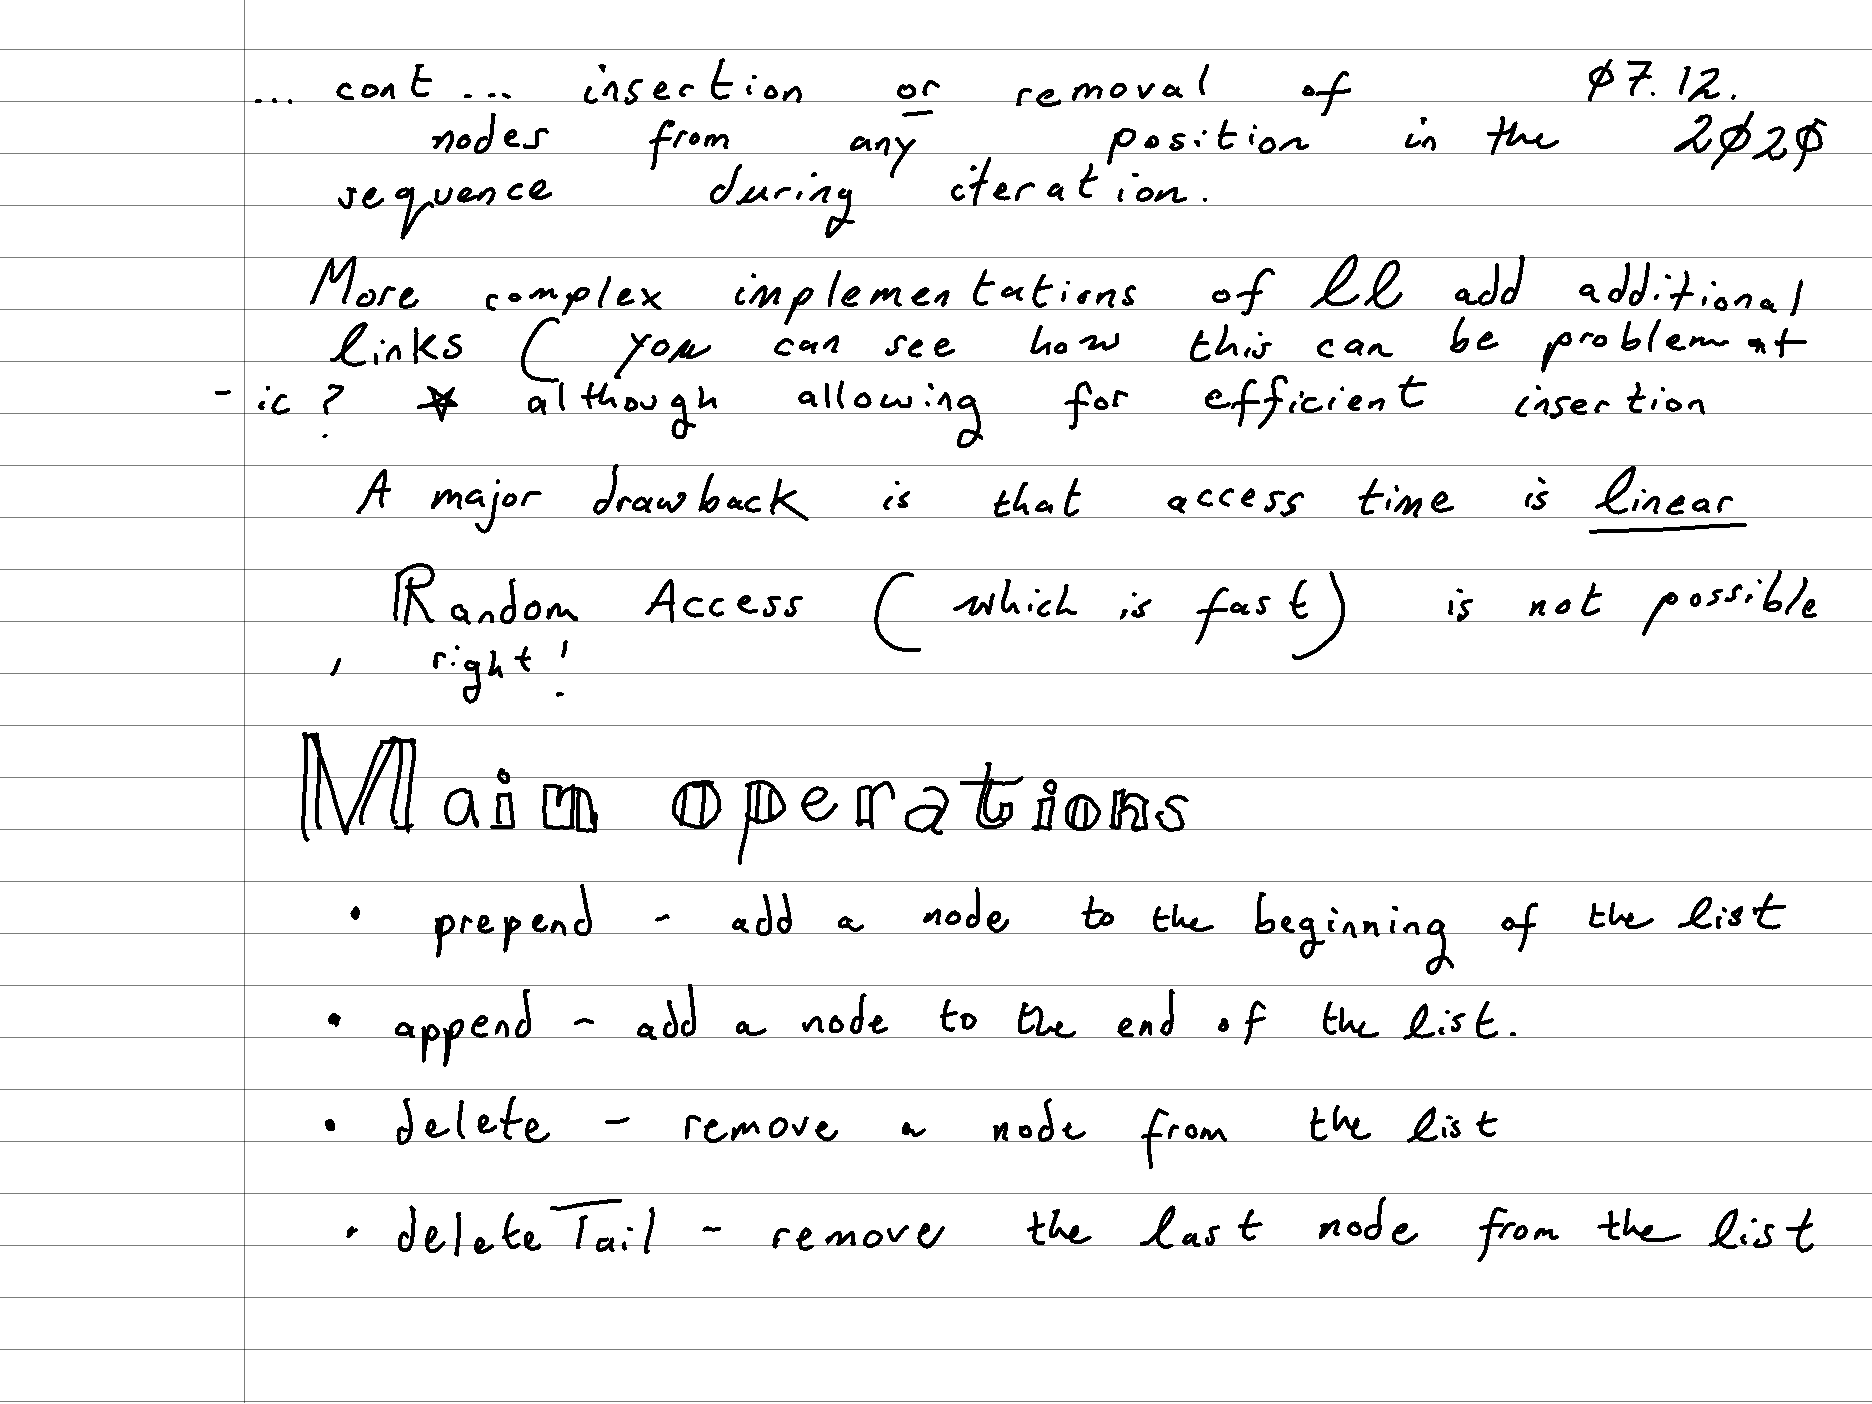 ... cont ... insertion or removal of ø7.12.
nodes from any position in the 2ø2ø
sequence during iteration.
More complex implementations of ll add additional
links ( you can see how this can be problemat
- ic ? ☆ although allowing for efficient insertion
A major drawback is that access time is linear
Random Access ( which is fast ) is not possible
, right!
Main operations
• prepend - add a node to the beginning of the list
• append - add a node to the end of the list.
• delete - remove a node from the list
• deleteTail - remove the last node from the list